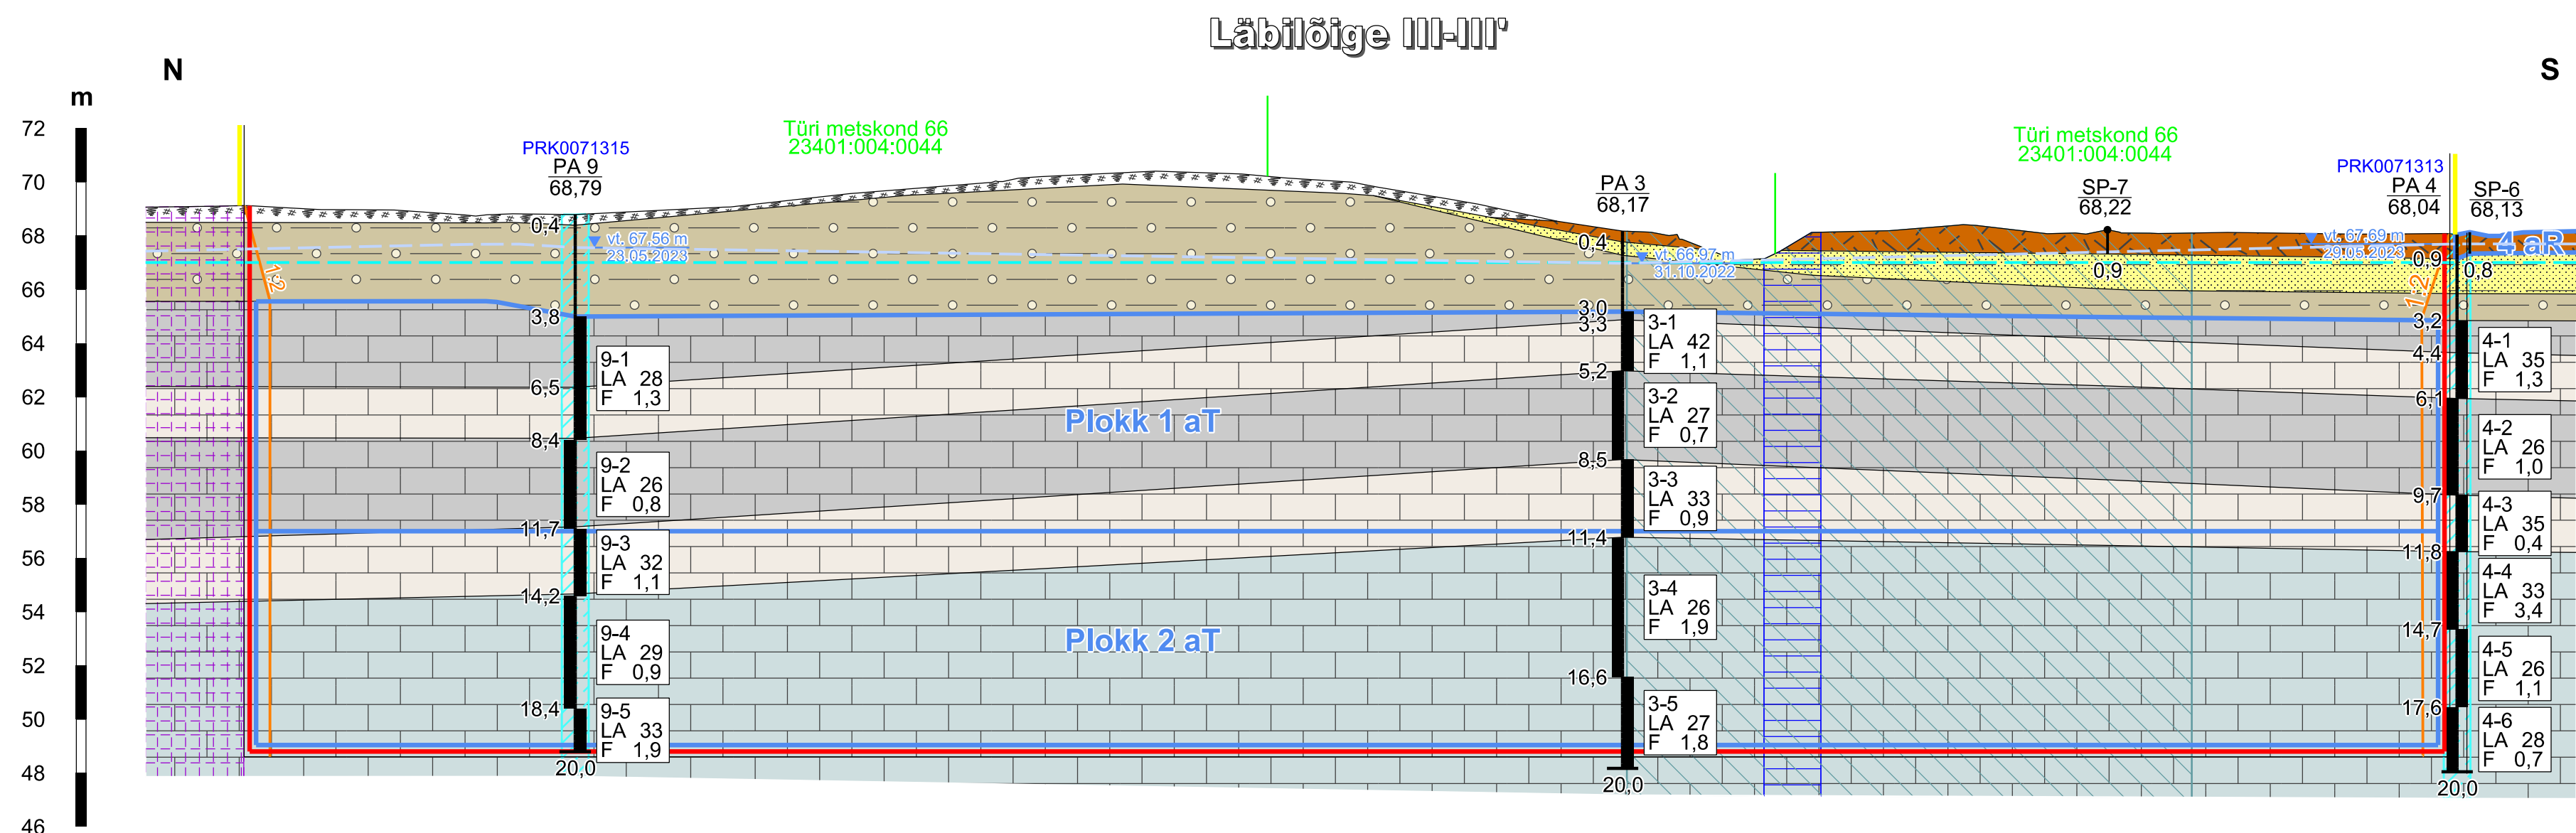 Läbilõige III-III'
N
S
m
72
70
68
66
64
62
60
58
56
54
52
50
48
46
PRK0071315
PA 9
68,79
Türi metskond 66
23401:004:0044
PA 3
68,17
Türi metskond 66
23401:004:0044
SP-7
68,22
PRK0071313
PA 4
68,04
SP-6
68,13
vt. 67,56 m
23.05.2023
vt. 66,97 m
31.10.2022
vt. 67,69 m
29.05.2023
4 aR
1:2
1:2
0,4
3,8
6,5
8,4
11,7
14,2
18,4
20,0
9-1
LA 28
F 1,3
9-2
LA 26
F 0,8
9-3
LA 32
F 1,1
9-4
LA 29
F 0,9
9-5
LA 33
F 1,9
Plokk 1 aT
Plokk 2 aT
0,4
3,0
3,3
5,2
8,5
11,4
16,6
20,0
3-1
LA 42
F 1,1
3-2
LA 27
F 0,7
3-3
LA 33
F 0,9
3-4
LA 26
F 1,9
3-5
LA 27
F 1,8
0,9
0,9
0,8
3,2
4,4
6,1
9,7
11,8
14,7
17,6
20,0
4-1
LA 35
F 1,3
4-2
LA 26
F 1,0
4-3
LA 35
F 0,4
4-4
LA 33
F 3,4
4-5
LA 26
F 1,1
4-6
LA 28
F 0,7